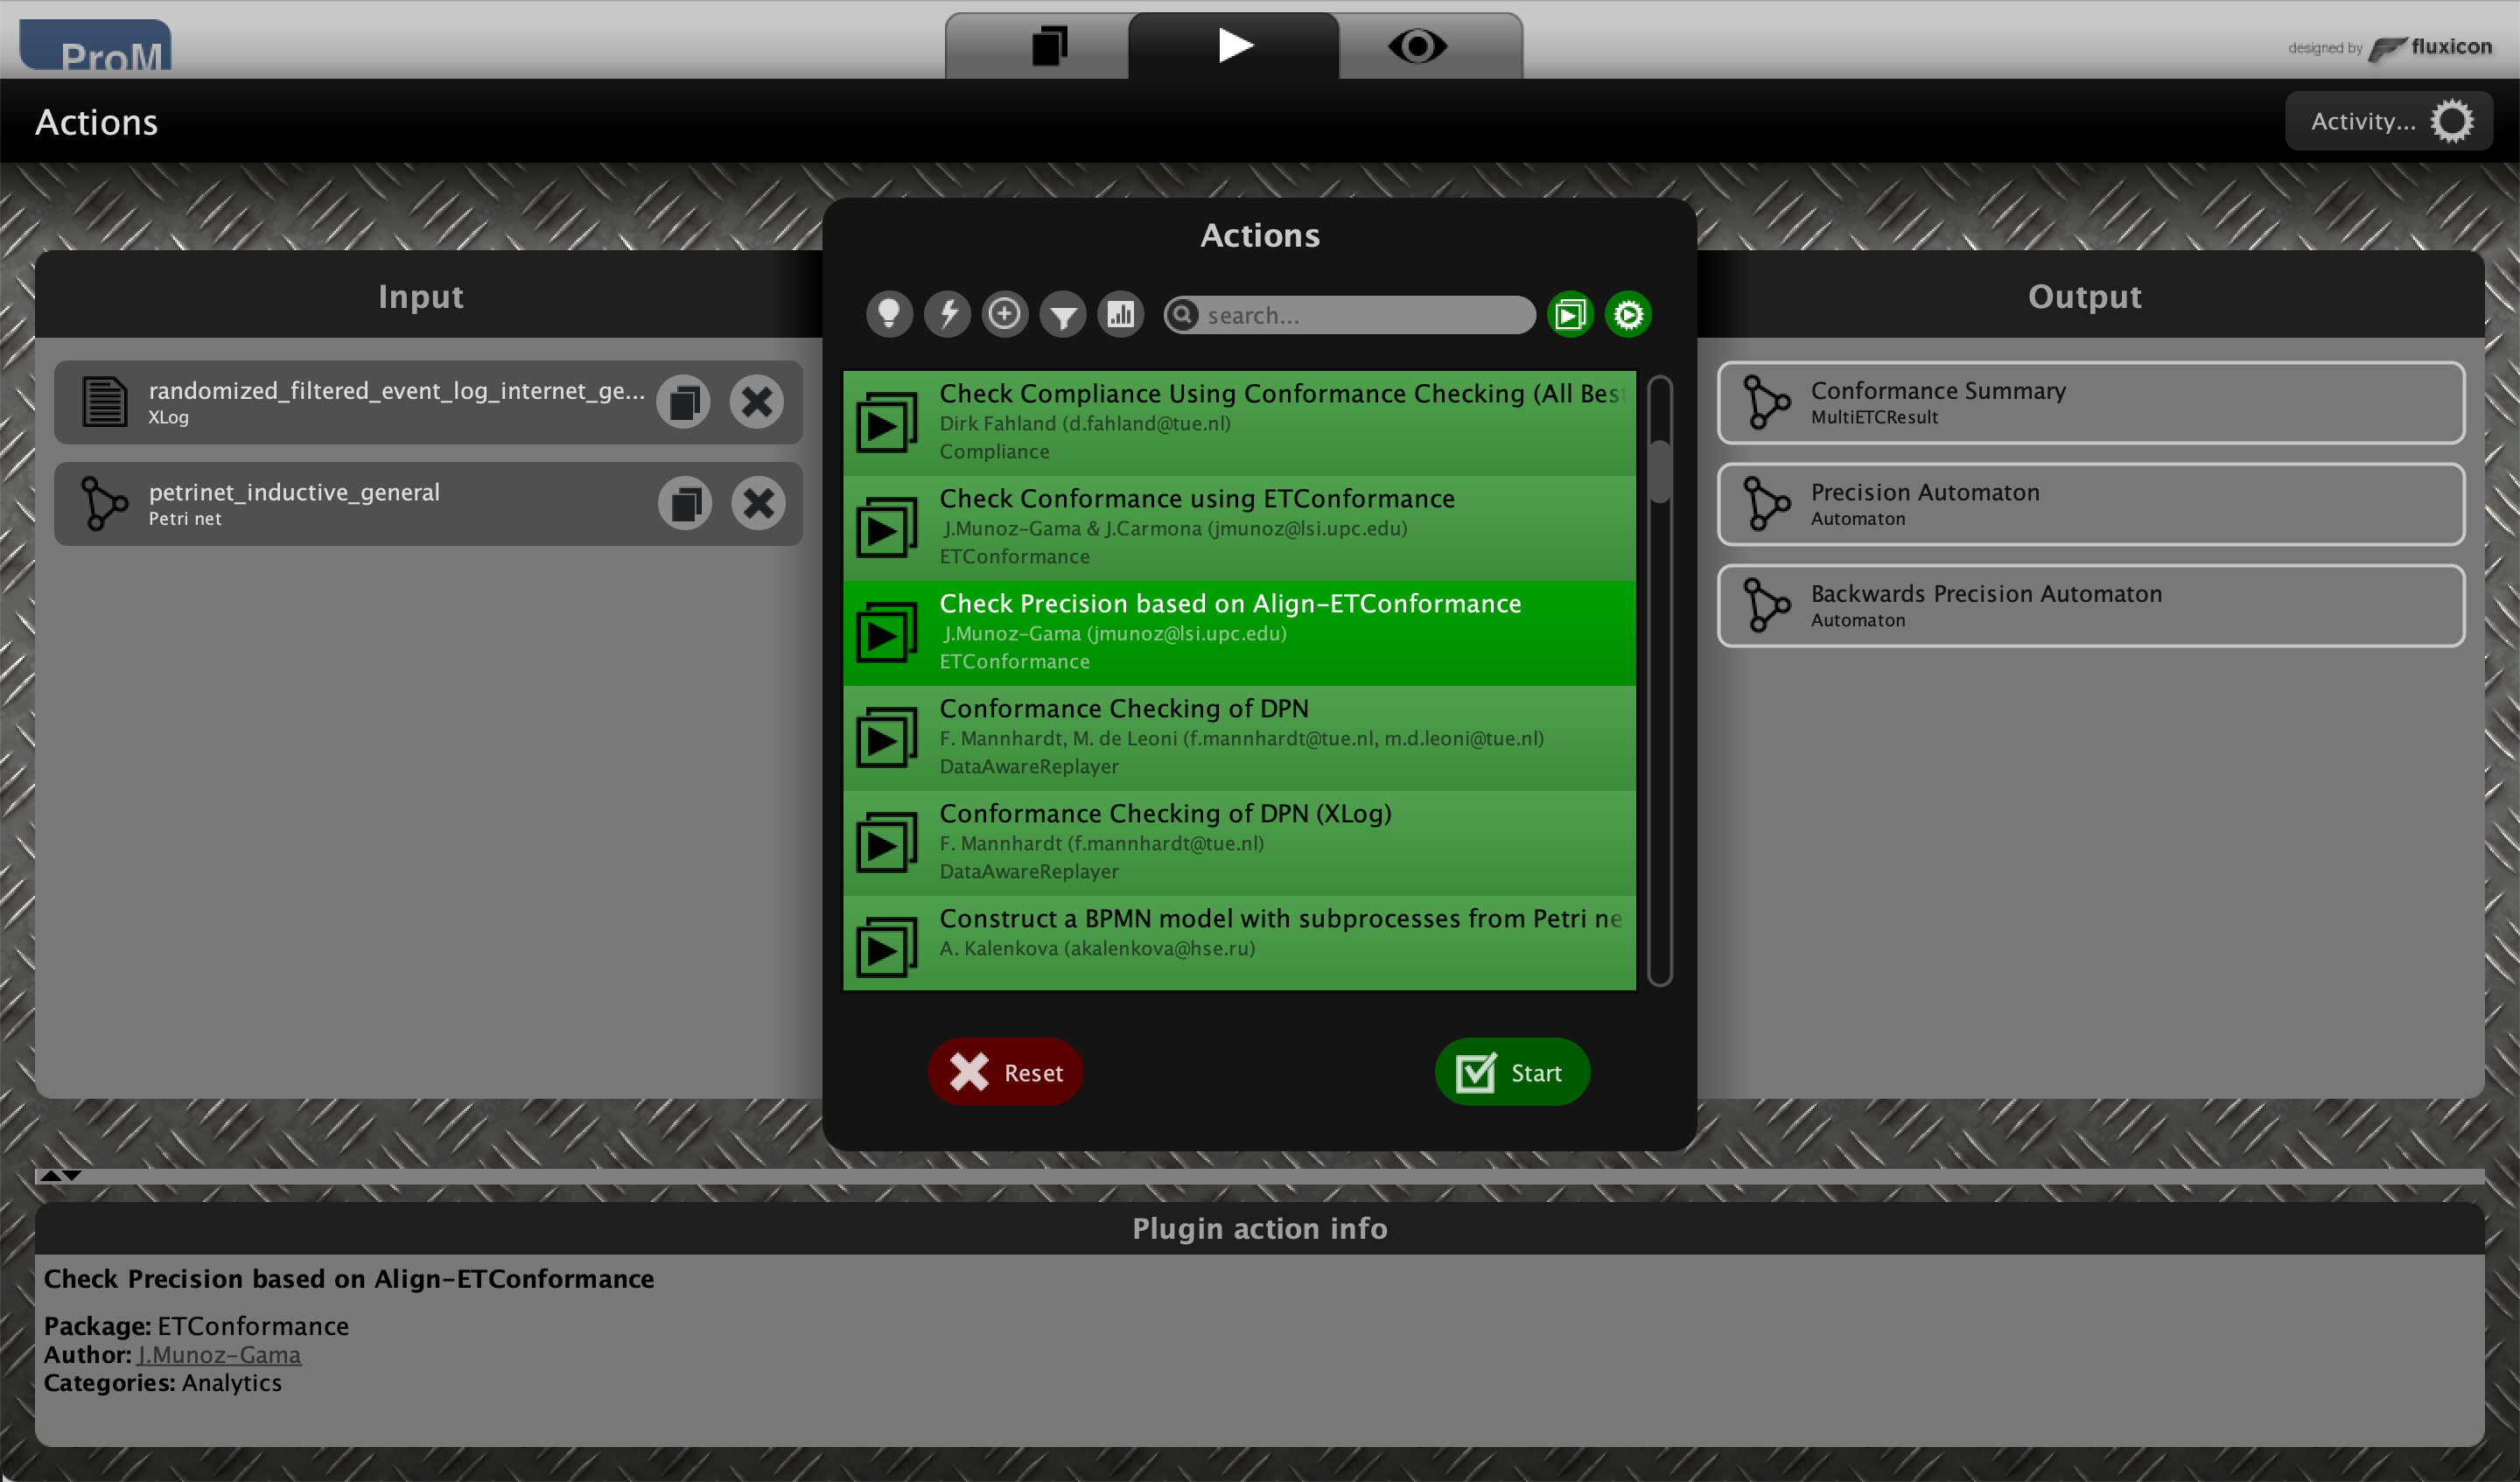 ProM
designed by fluxicon
Actions
Activity...
Actions
Input
search...
Output
randomized_filtered_event_log_internet_ge...
XLog
petrinet_inductive_general
Petri net
Check Compliance Using Conformance Checking (All Best
Dirk Fahland (d.fahland@tue.nl)
Compliance
Check Conformance using ETConformance
J.Munoz-Gama & J.Carmona (jmunoz@lsi.upc.edu)
ETConformance
Check Precision based on Align-ETConformance
J.Munoz-Gama (jmunoz@lsi.upc.edu)
ETConformance
Conformance Checking of DPN
F. Mannhardt, M. de Leoni (f.mannhardt@tue.nl, m.d.leoni@tue.nl)
DataAwareReplayer
Conformance Checking of DPN (XLog)
F. Mannhardt (f.mannhardt@tue.nl)
DataAwareReplayer
Construct a BPMN model with subprocesses from Petri ne
A. Kalenkova (akalenkova@hse.ru)
Conformance Summary
MultiETCResult
Precision Automaton
Automaton
Backwards Precision Automaton
Automaton
Reset
Start
Plugin action info
Check Precision based on Align-ETConformance
Package: ETConformance
Author: J.Munoz-Gama
Categories: Analytics